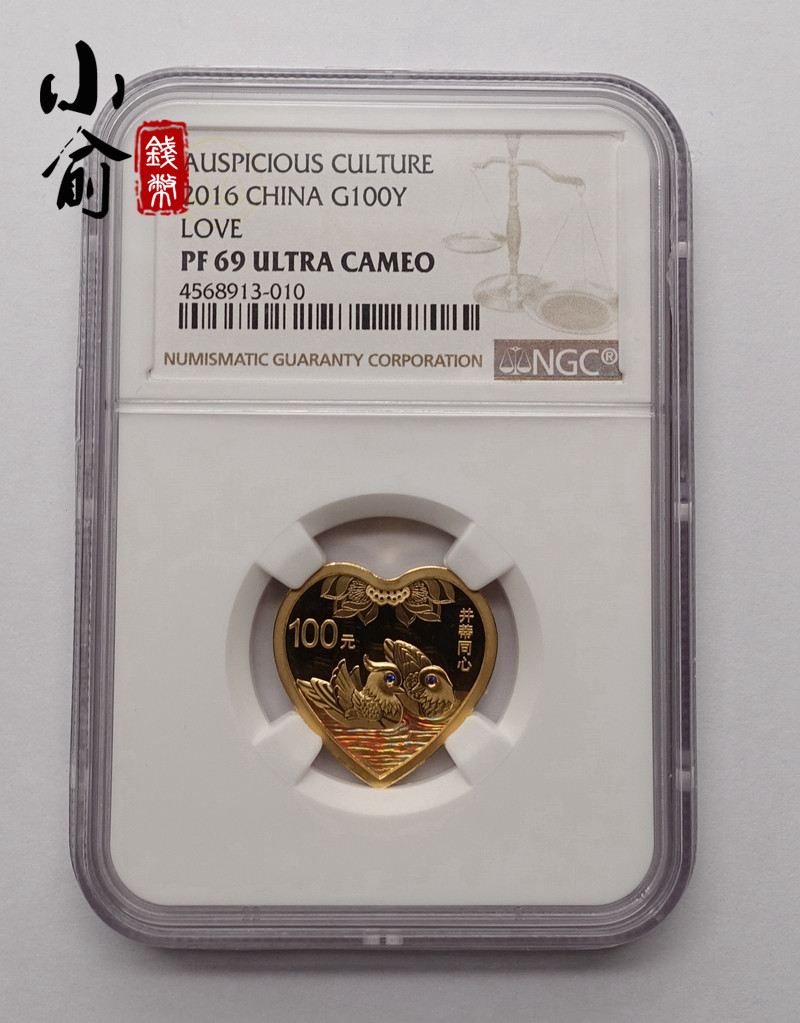 小俞
錢幣
AUSPICIOUS CULTURE
2016 CHINA G100Y
LOVE
PF 69 ULTRA CAMEO
4568913-010
NUMISMATIC GUARANTY CORPORATION
NGC®
100元
并蒂同心